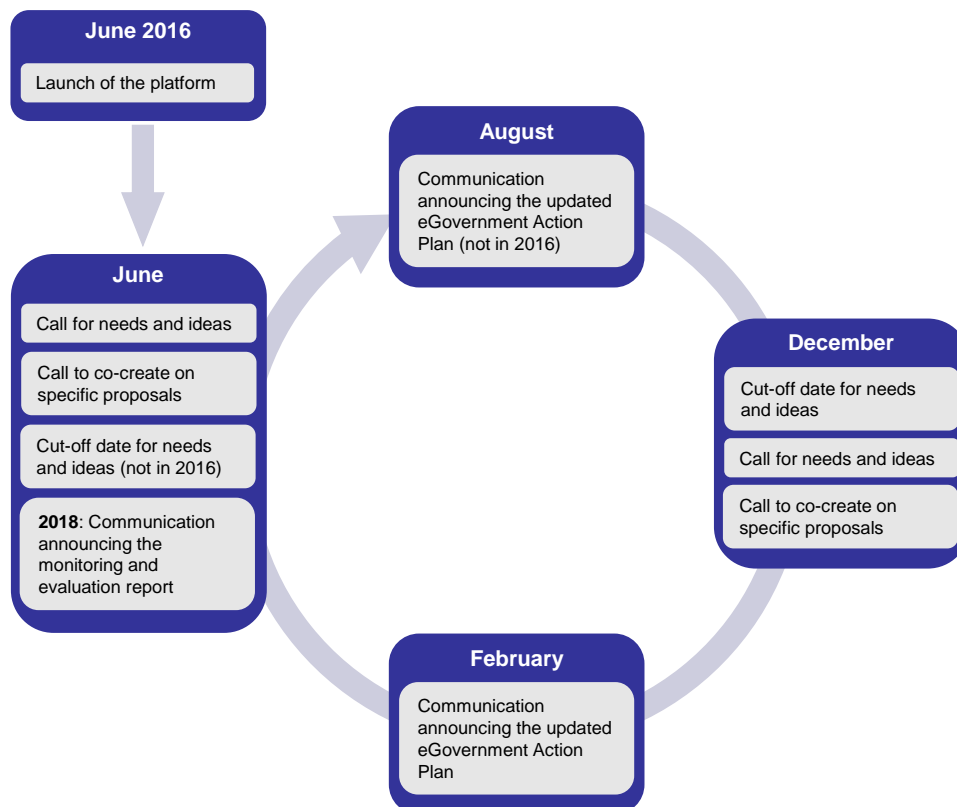 June 2016
Launch of the platform
August
Communication
announcing the updated
eGovernment Action
Plan (not in 2016)
June
Call for needs and ideas
Call to co-create on
specific proposals
Cut-off date for needs
and ideas (not in 2016)
2018: Communication
announcing the
monitoring and
evaluation report
December
Cut-off date for needs
and ideas
Call for needs and ideas
Call to co-create on
specific proposals
February
Communication
announcing the updated
eGovernment Action
Plan